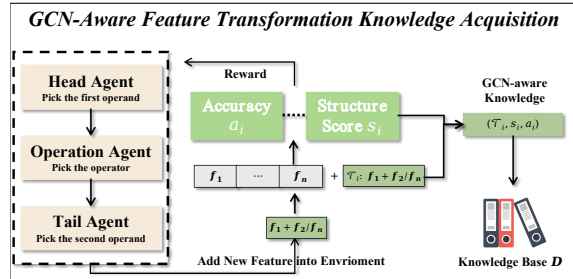 GCN-Aware Feature Transformation Knowledge Acquisition
Head Agent
Pick the first operand
Operation Agent
Pick the operator
Tail Agent
Pick the second operand
Reward
Accuracy
a_i
Structure
Score s_i
f_1 ... f_n + 𝒯_i: f_1 + f_2/f_n
f_1 + f_2/f_n
Add New Feature into Envrioment
GCN-aware
Knowledge
(𝒯_i, s_i, a_i)
Knowledge Base D